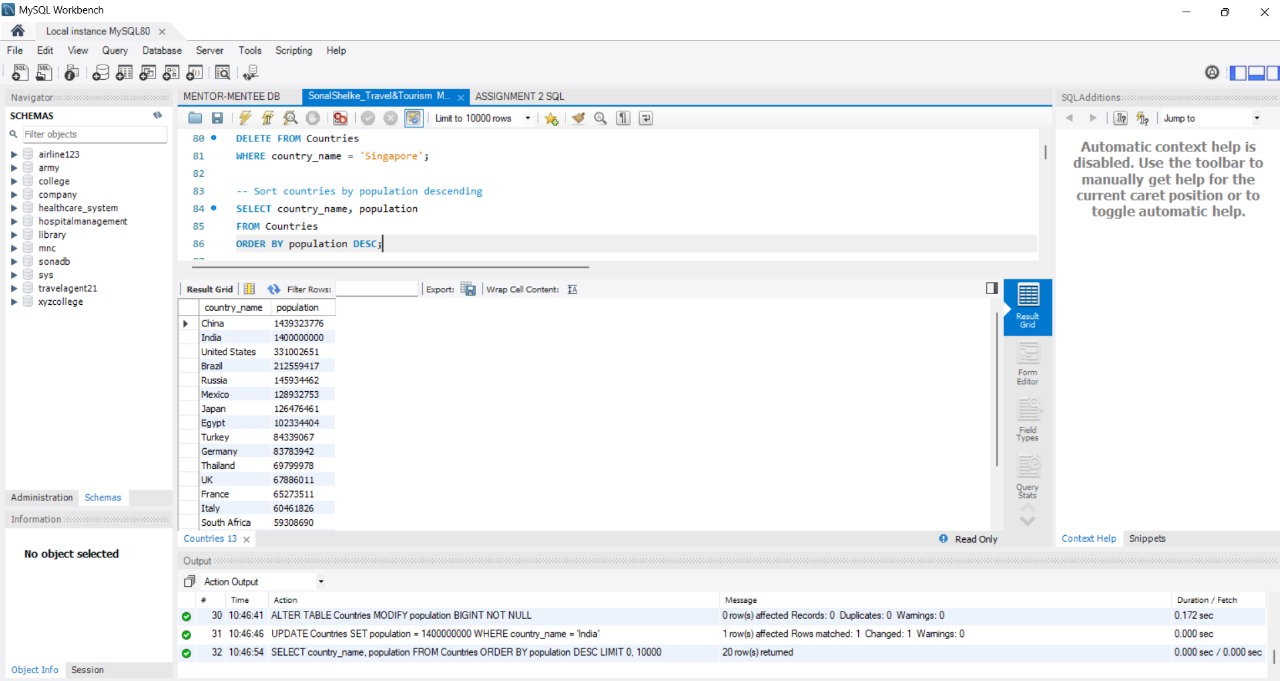 MySQL Workbench
Local instance MySQL80
File Edit View Query Database Server Tools Scripting Help
Navigator
SCHEMAS
Filter objects
airline123
army
college
company
healthcare_system
hospitalmanagement
library
mnc
sonadb
sys
travelagent21
xyzcollege
Administration Schemas
Information
No object selected
Object Info Session
MENTOR-MENTEE DB SonalShelke_Travel&Tourism M... ASSIGNMENT 2 SQL
Limit to 10000 rows
80 DELETE FROM Countries
81 WHERE country_name = 'Singapore';
82
83 -- Sort countries by population descending
84 SELECT country_name, population
85 FROM Countries
86 ORDER BY population DESC;
Result Grid Filter Rows: Export: Wrap Cell Content:
country_name population
China 1439323776
India 1400000000
United States 331002651
Brazil 212559417
Russia 145934462
Mexico 128932753
Japan 126476461
Egypt 102334404
Turkey 84339067
Germany 83783942
Thailand 69799978
UK 67886011
France 65273511
Italy 60461826
South Africa 59308690
Result Grid
Form Editor
Field Types
Query Stats
Countries 13
Read Only
Output
Action Output
# Time Action Message Duration / Fetch
30 10:46:41 ALTER TABLE Countries MODIFY population BIGINT NOT NULL 0 row(s) affected Records: 0 Duplicates: 0 Warnings: 0 0.172 sec
31 10:46:46 UPDATE Countries SET population = 1400000000 WHERE country_name = 'India' 1 row(s) affected Rows matched: 1 Changed: 1 Warnings: 0 0.000 sec
32 10:46:54 SELECT country_name, population FROM Countries ORDER BY population DESC LIMIT 0, 10000 20 row(s) returned 0.000 sec / 0.000 sec
SQLAdditions
Jump to
Automatic context help is
disabled. Use the toolbar to
manually get help for the
current caret position or to
toggle automatic help.
Context Help Snippets